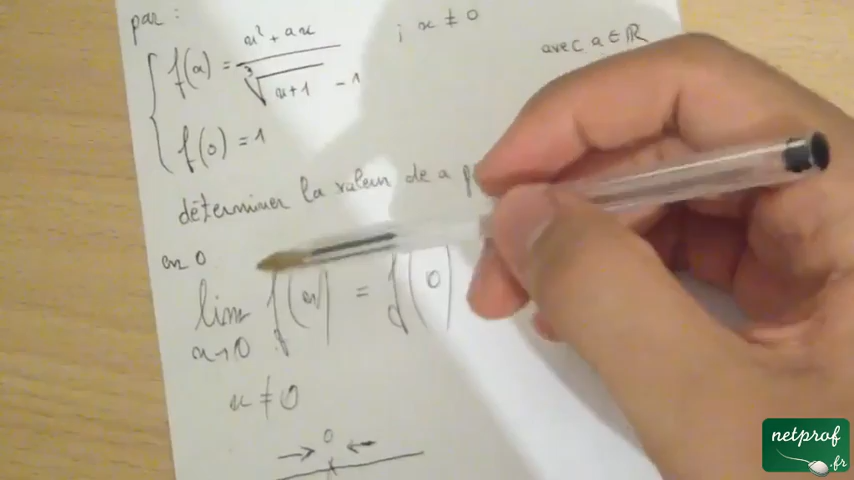 par :
f(x) = x² + ax / ∛(x+1) - 1 ; x ≠ 0
avec a ∈ ℝ
f(0) = 1
déterminer la valeur de a
en 0
lim f(x) = f(0)
x→0
x ≠ 0
0
netprof
.fr